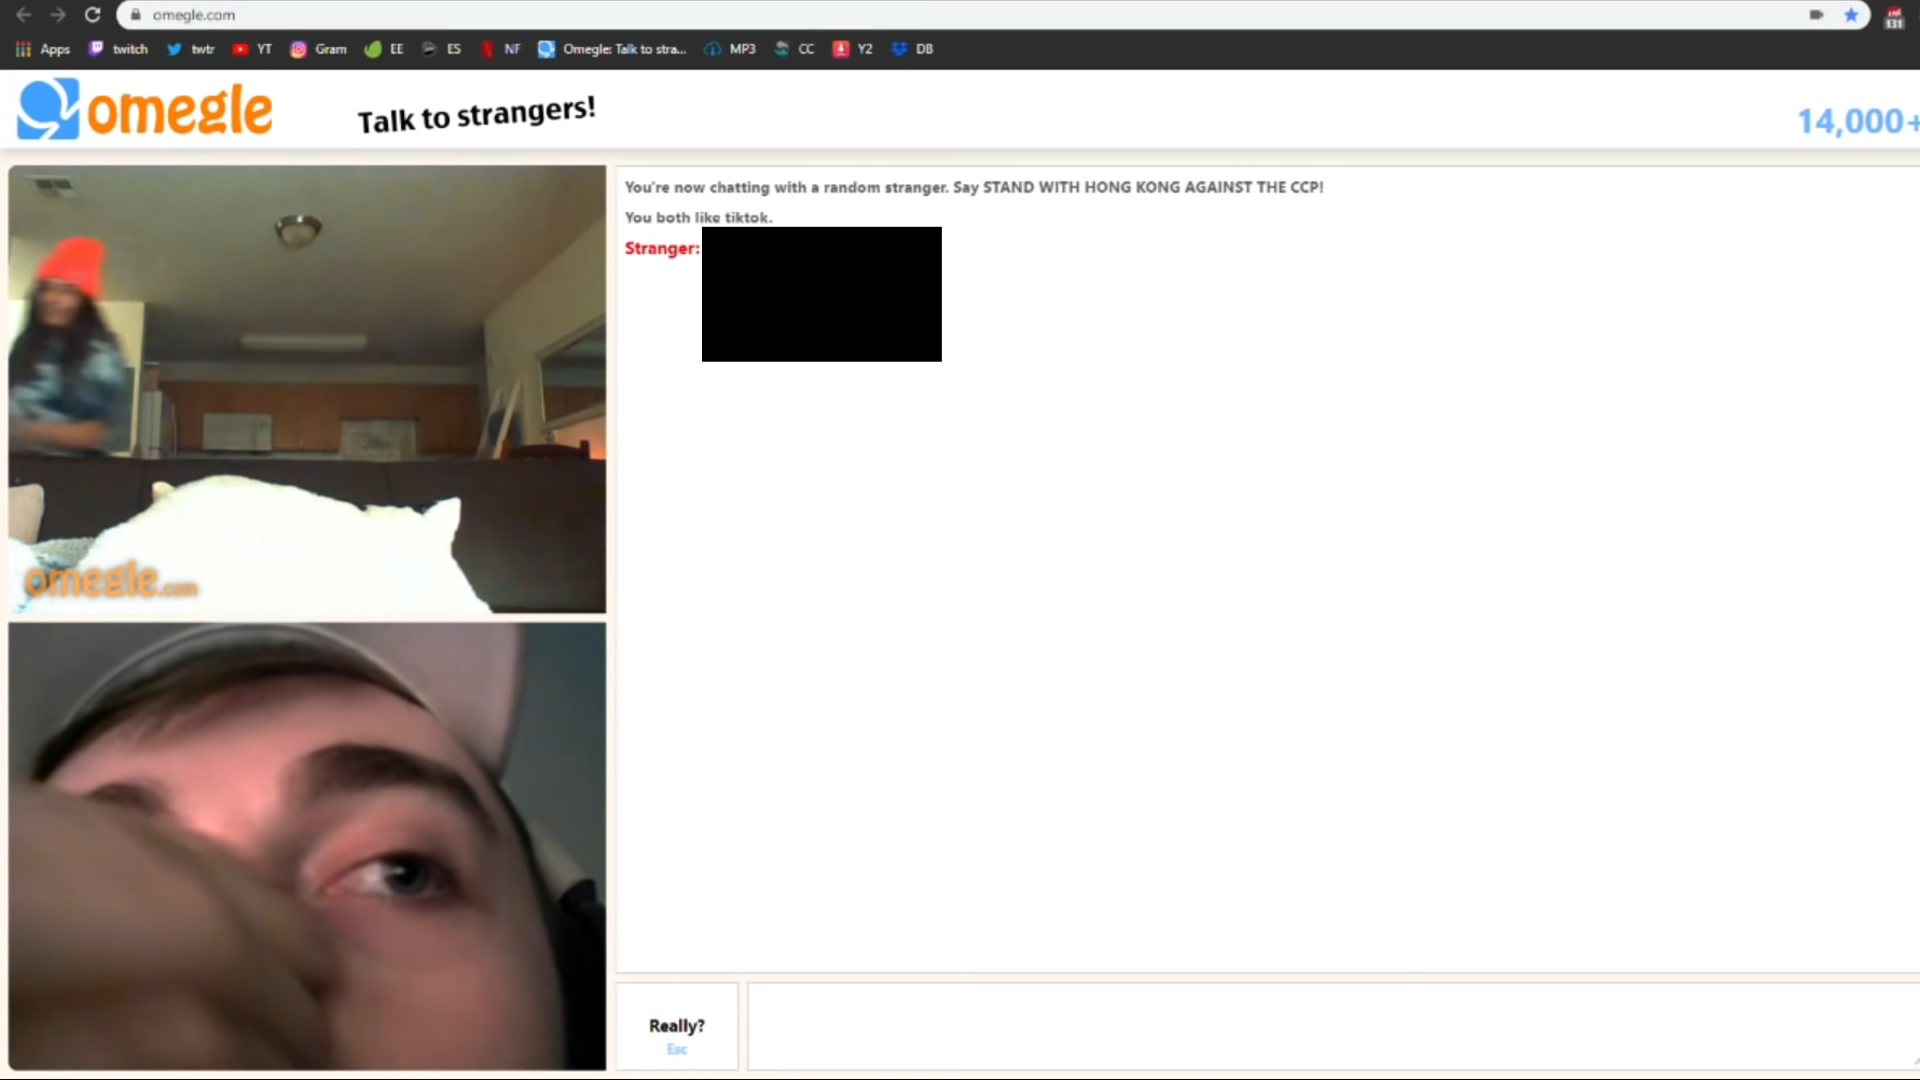 omegle.com
Apps twitch twtr YT Gram EE ES NF Omegle: Talk to stra... MP3 CC Y2 DB
131
omegle Talk to strangers! 14,000+
You're now chatting with a random stranger. Say STAND WITH HONG KONG AGAINST THE CCP!
You both like tiktok.
Stranger:
omegle.com
Really?
Esc